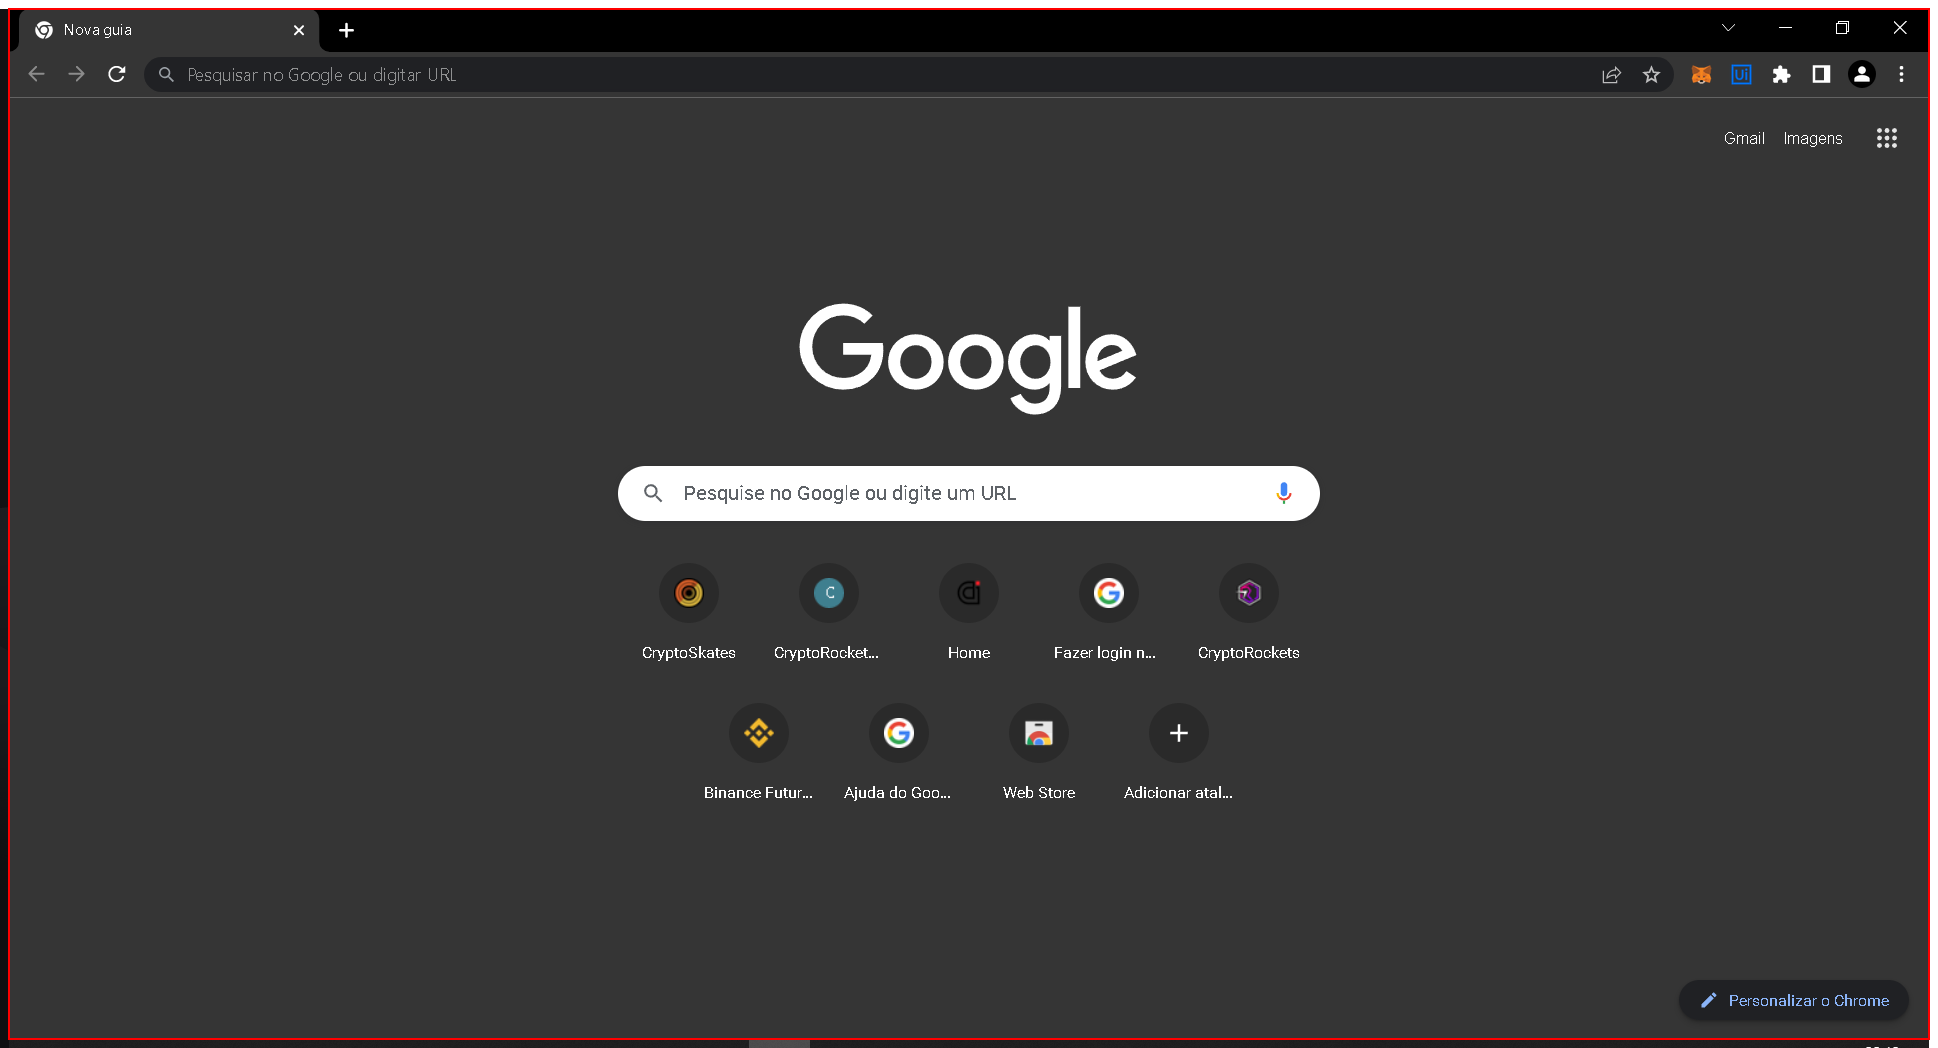 Nova guia
Pesquisar no Google ou digitar URL
Ui
Gmail Imagens
Google
Pesquise no Google ou digite um URL
C
CryptoSkates CryptoRocket... Home Fazer login n... CryptoRockets
Binance Futur... Ajuda do Goo... Web Store Adicionar atal...
Personalizar o Chrome